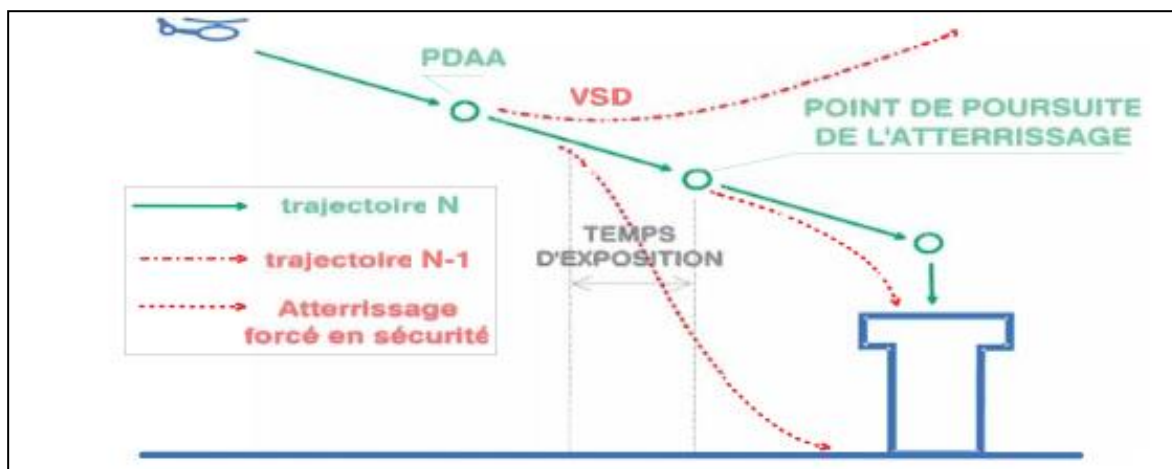 PDAA
VSD
POINT DE POURSUITE
DE L'ATTERRISSAGE
trajectoire N
TEMPS
D'EXPOSITION
trajectoire N-1
Atterrissage
forcé en sécurité